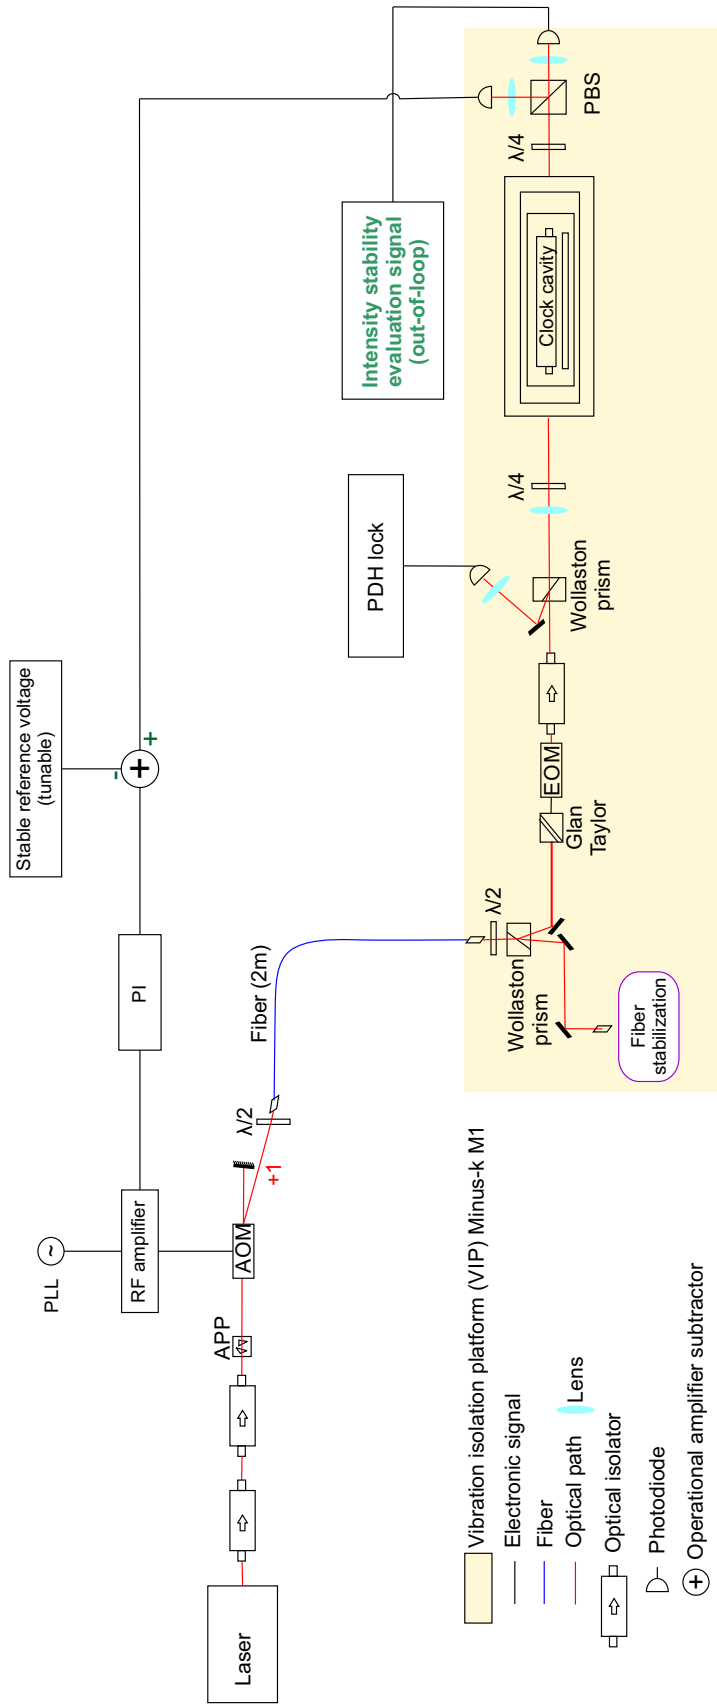 Laser
APP
AOM
+1
λ/2
Fiber (2m)
PLL
~
RF amplifier
PI
Stable reference voltage
(tunable)
-
+
+
PDH lock
Intensity stability
evaluation signal
(out-of-loop)
λ/2
Wollaston
prism
Fiber
stabilization
Glan
Taylor
EOM
Wollaston
prism
λ/4
Clock cavity
λ/4
PBS
Vibration isolation platform (VIP) Minus-k M1
Electronic signal
Fiber
Optical path
Lens
Optical isolator
Photodiode
+
Operational amplifier subtractor